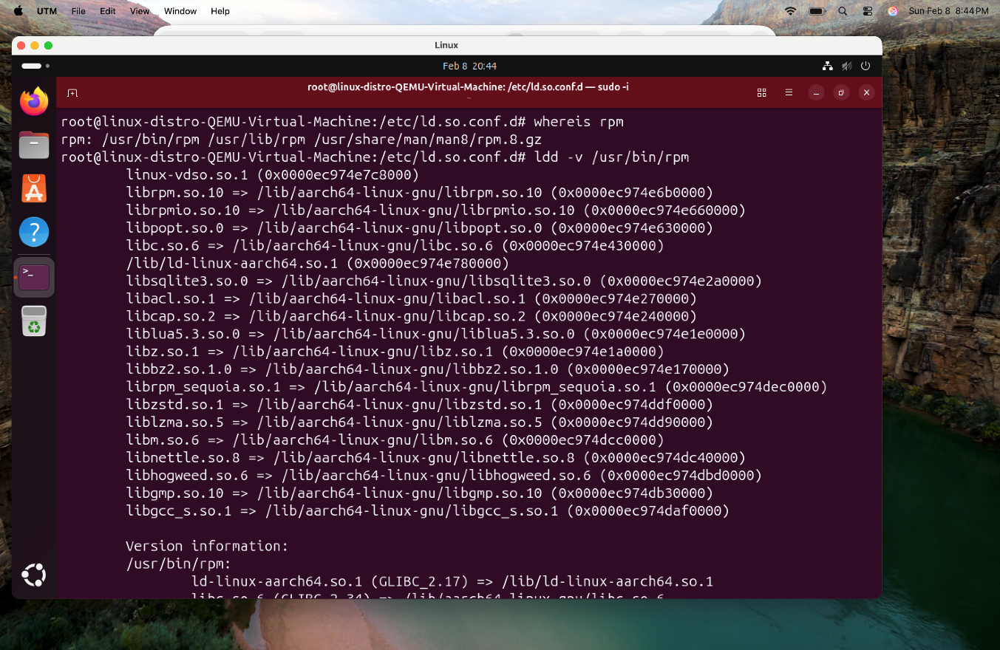 UTM File Edit View Window Help Sun Feb 8 8:44 PM
Linux
Feb 8 20:44
root@linux-distro-QEMU-Virtual-Machine: /etc/ld.so.conf.d — sudo -i
~
root@linux-distro-QEMU-Virtual-Machine:/etc/ld.so.conf.d# whereis rpm
rpm: /usr/bin/rpm /usr/lib/rpm /usr/share/man/man8/rpm.8.gz
root@linux-distro-QEMU-Virtual-Machine:/etc/ld.so.conf.d# ldd -v /usr/bin/rpm
linux-vdso.so.1 (0x0000ec974e7c8000)
librpm.so.10 => /lib/aarch64-linux-gnu/librpm.so.10 (0x0000ec974e6b0000)
librpmio.so.10 => /lib/aarch64-linux-gnu/librpmio.so.10 (0x0000ec974e660000)
libpopt.so.0 => /lib/aarch64-linux-gnu/libpopt.so.0 (0x0000ec974e630000)
libc.so.6 => /lib/aarch64-linux-gnu/libc.so.6 (0x0000ec974e430000)
/lib/ld-linux-aarch64.so.1 (0x0000ec974e780000)
libsqlite3.so.0 => /lib/aarch64-linux-gnu/libsqlite3.so.0 (0x0000ec974e2a0000)
libacl.so.1 => /lib/aarch64-linux-gnu/libacl.so.1 (0x0000ec974e270000)
libcap.so.2 => /lib/aarch64-linux-gnu/libcap.so.2 (0x0000ec974e240000)
liblua5.3.so.0 => /lib/aarch64-linux-gnu/liblua5.3.so.0 (0x0000ec974e1e0000)
libz.so.1 => /lib/aarch64-linux-gnu/libz.so.1 (0x0000ec974e1a0000)
libbz2.so.1.0 => /lib/aarch64-linux-gnu/libbz2.so.1.0 (0x0000ec974e170000)
librpm_sequoia.so.1 => /lib/aarch64-linux-gnu/librpm_sequoia.so.1 (0x0000ec974dec0000)
libzstd.so.1 => /lib/aarch64-linux-gnu/libzstd.so.1 (0x0000ec974ddf0000)
liblzma.so.5 => /lib/aarch64-linux-gnu/liblzma.so.5 (0x0000ec974dd90000)
libm.so.6 => /lib/aarch64-linux-gnu/libm.so.6 (0x0000ec974dcc0000)
libnettle.so.8 => /lib/aarch64-linux-gnu/libnettle.so.8 (0x0000ec974dc40000)
libhogweed.so.6 => /lib/aarch64-linux-gnu/libhogweed.so.6 (0x0000ec974dbd0000)
libgmp.so.10 => /lib/aarch64-linux-gnu/libgmp.so.10 (0x0000ec974db30000)
libgcc_s.so.1 => /lib/aarch64-linux-gnu/libgcc_s.so.1 (0x0000ec974daf0000)
Version information:
/usr/bin/rpm:
ld-linux-aarch64.so.1 (GLIBC_2.17) => /lib/ld-linux-aarch64.so.1
libc.so.6 (GLIBC_2.34) => /lib/aarch64-linux-gnu/libc.so.6